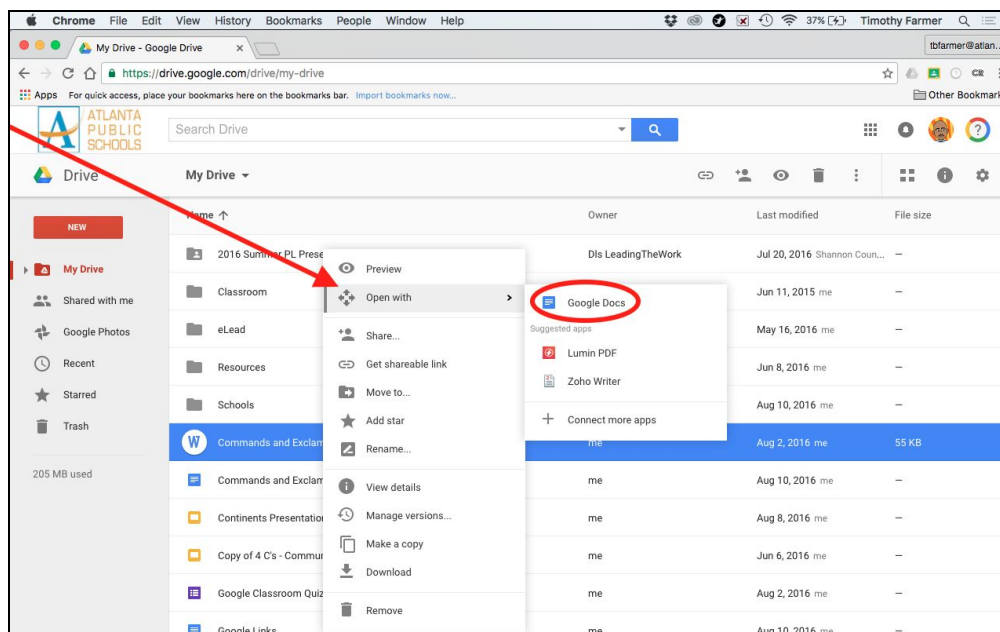 Chrome File Edit View History Bookmarks People Window Help 37% Timothy Farmer
My Drive - Google Drive × tbfarmer@atlan...
https://drive.google.com/drive/my-drive
Apps For quick access, place your bookmarks here on the bookmarks bar. Import bookmarks now... Other Bookmark
ATLANTA
PUBLIC
SCHOOLS
Search Drive
Drive My Drive
NEW
My Drive
Shared with me
Google Photos
Recent
Starred
Trash
205 MB used
Name Owner Last modified File size
2016 Summer PL Prese DIs LeadingTheWork Jul 20, 2016 Shannon Coun... –
Classroom Jun 11, 2015 me –
eLead May 16, 2016 me –
Resources Jun 8, 2016 me –
Schools Aug 10, 2016 me –
W Commands and Exclam me Aug 2, 2016 me 55 KB
Commands and Exclam me Aug 10, 2016 me –
Continents Presentation me Aug 8, 2016 me –
Copy of 4 C's - Commun me Jun 6, 2016 me –
Google Classroom Quiz me Aug 2, 2016 me –
Google Links me Aug 10, 2016 me –
Preview
Open with
Share...
Get shareable link
Move to...
Add star
Rename...
View details
Manage versions...
Make a copy
Download
Remove
Google Docs
Suggested apps
Lumin PDF
Zoho Writer
Connect more apps